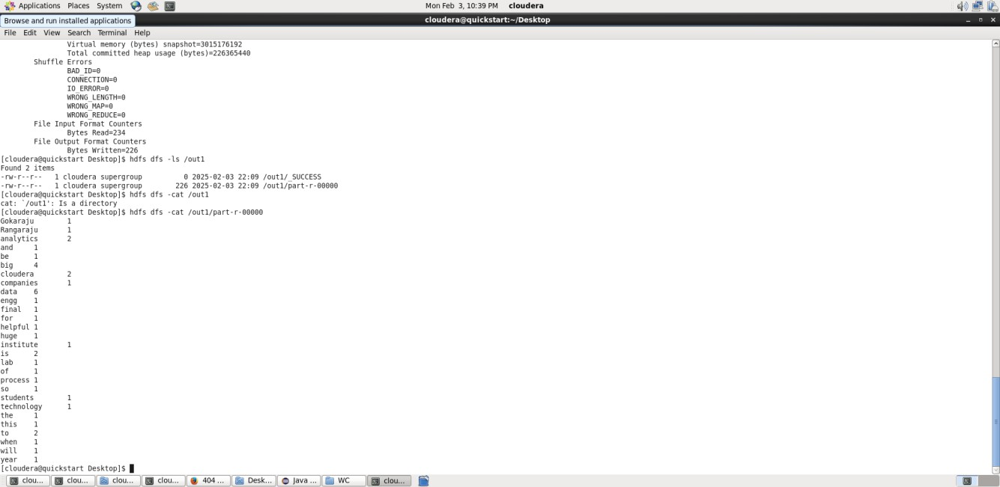 Applications Places System Mon Feb 3, 10:39 PM cloudera
Browse and run installed applications cloudera@quickstart:~/Desktop
File Edit View Search Terminal Help
Virtual memory (bytes) snapshot=3015176192
Total committed heap usage (bytes)=226365440
Shuffle Errors
BAD_ID=0
CONNECTION=0
IO_ERROR=0
WRONG_LENGTH=0
WRONG_MAP=0
WRONG_REDUCE=0
File Input Format Counters
Bytes Read=234
File Output Format Counters
Bytes Written=226
[cloudera@quickstart Desktop]$ hdfs dfs -ls /out1
Found 2 items
-rw-r--r-- 1 cloudera supergroup 0 2025-02-03 22:09 /out1/_SUCCESS
-rw-r--r-- 1 cloudera supergroup 226 2025-02-03 22:09 /out1/part-r-00000
[cloudera@quickstart Desktop]$ hdfs dfs -cat /out1
cat: `/out1': Is a directory
[cloudera@quickstart Desktop]$ hdfs dfs -cat /out1/part-r-00000
Gokaraju 1
Rangaraju 1
analytics 2
and 1
be 1
big 4
cloudera 2
companies 1
data 6
engg 1
final 1
for 1
helpful 1
huge 1
institute 1
is 2
lab 1
of 1
process 1
so 1
students 1
technology 1
the 1
this 1
to 2
when 1
will 1
year 1
[cloudera@quickstart Desktop]$
clou... clou... clou... clou... 404 ... Desk... Java ... WC clou...